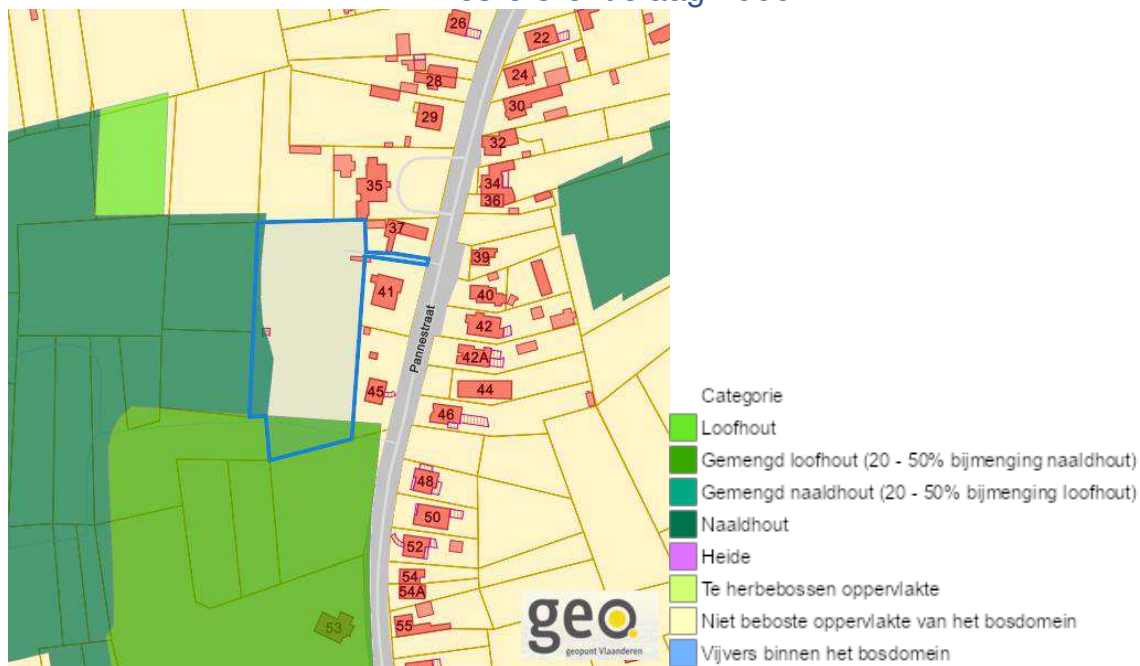 26
22
28
24
29
30
32
35
34
36
37
39
41
40
Pannestraat
42
42A
45
44
46
48
50
52
54
54A
53
55
geo
geopunt Vlaanderen
Categorie
Loofhout
Gemengd loofhout (20 - 50% bijmenging naaldhout)
Gemengd naaldhout (20 - 50% bijmenging loofhout)
Naaldhout
Heide
Te herbebossen oppervlakte
Niet beboste oppervlakte van het bosdomein
Vijvers binnen het bosdomein